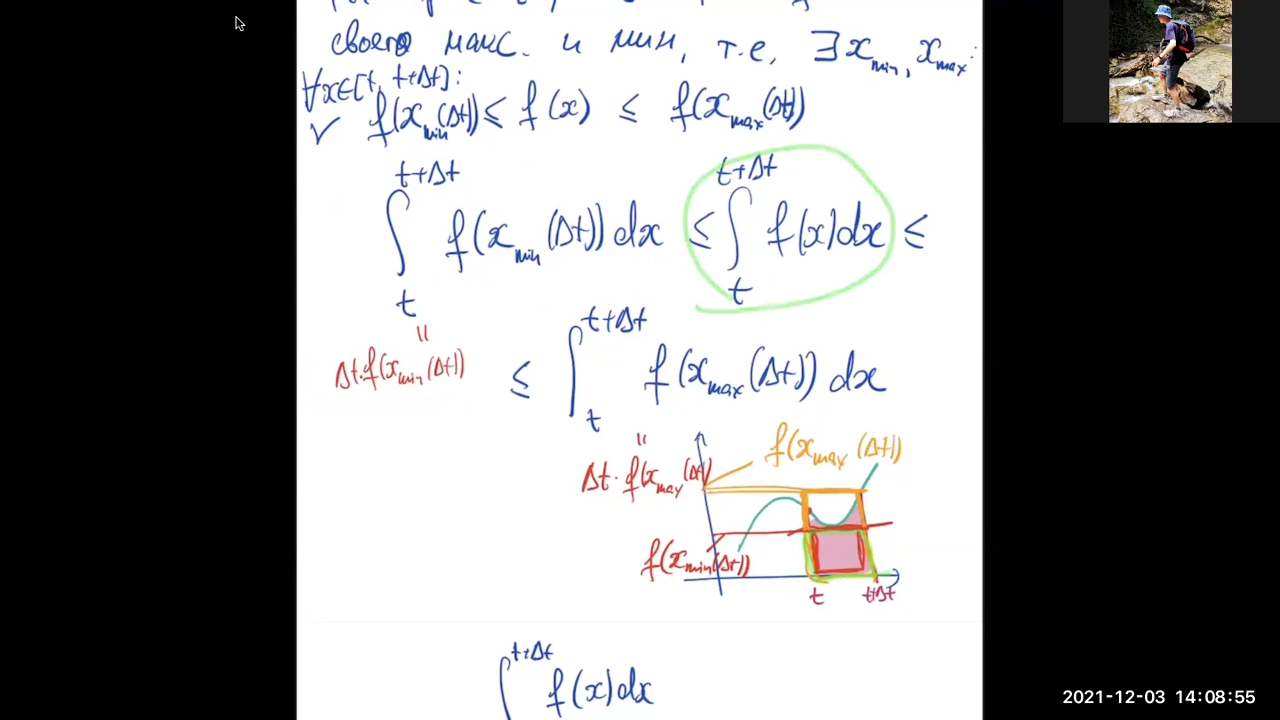 своего макс. и мин, т.е, ∃ x_min, x_max:
∀x∈[t, t+Δt]:
✓ f(x_min(Δt)) ≤ f(x) ≤ f(x_max(Δt))
∫_t^{t+Δt} f(x_min(Δt)) dx ≤ ∫_t^{t+Δt} f(x)dx ≤
"
Δt·f(x_min(Δt))
≤ ∫_t^{t+Δt} f(x_max(Δt)) dx
"
Δt·f(x_max(Δt))
f(x_max(Δt))
f(x_min(Δt))
t t+Δt
∫^{t+Δt} f(x)dx
2021-12-03 14:08:55